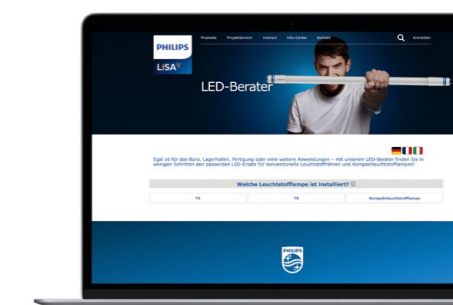 PHILIPS
Produkte Projektbereich Dialoge Info-Center Kontakt Anmelden
LiSA
LED-Berater
Egal ob für das Büro, Lagerhallen, Fertigung oder viele weitere Anwendungen – mit unserem LED-Berater finden Sie in
wenigen Schritten den passenden LED-Ersatz für konventionelle Leuchtstoffröhren und Kompaktleuchtstofflampen!
Welche Leuchtstofflampe ist installiert?
T5 T8 Kompaktleuchtstofflampe
PHILIPS